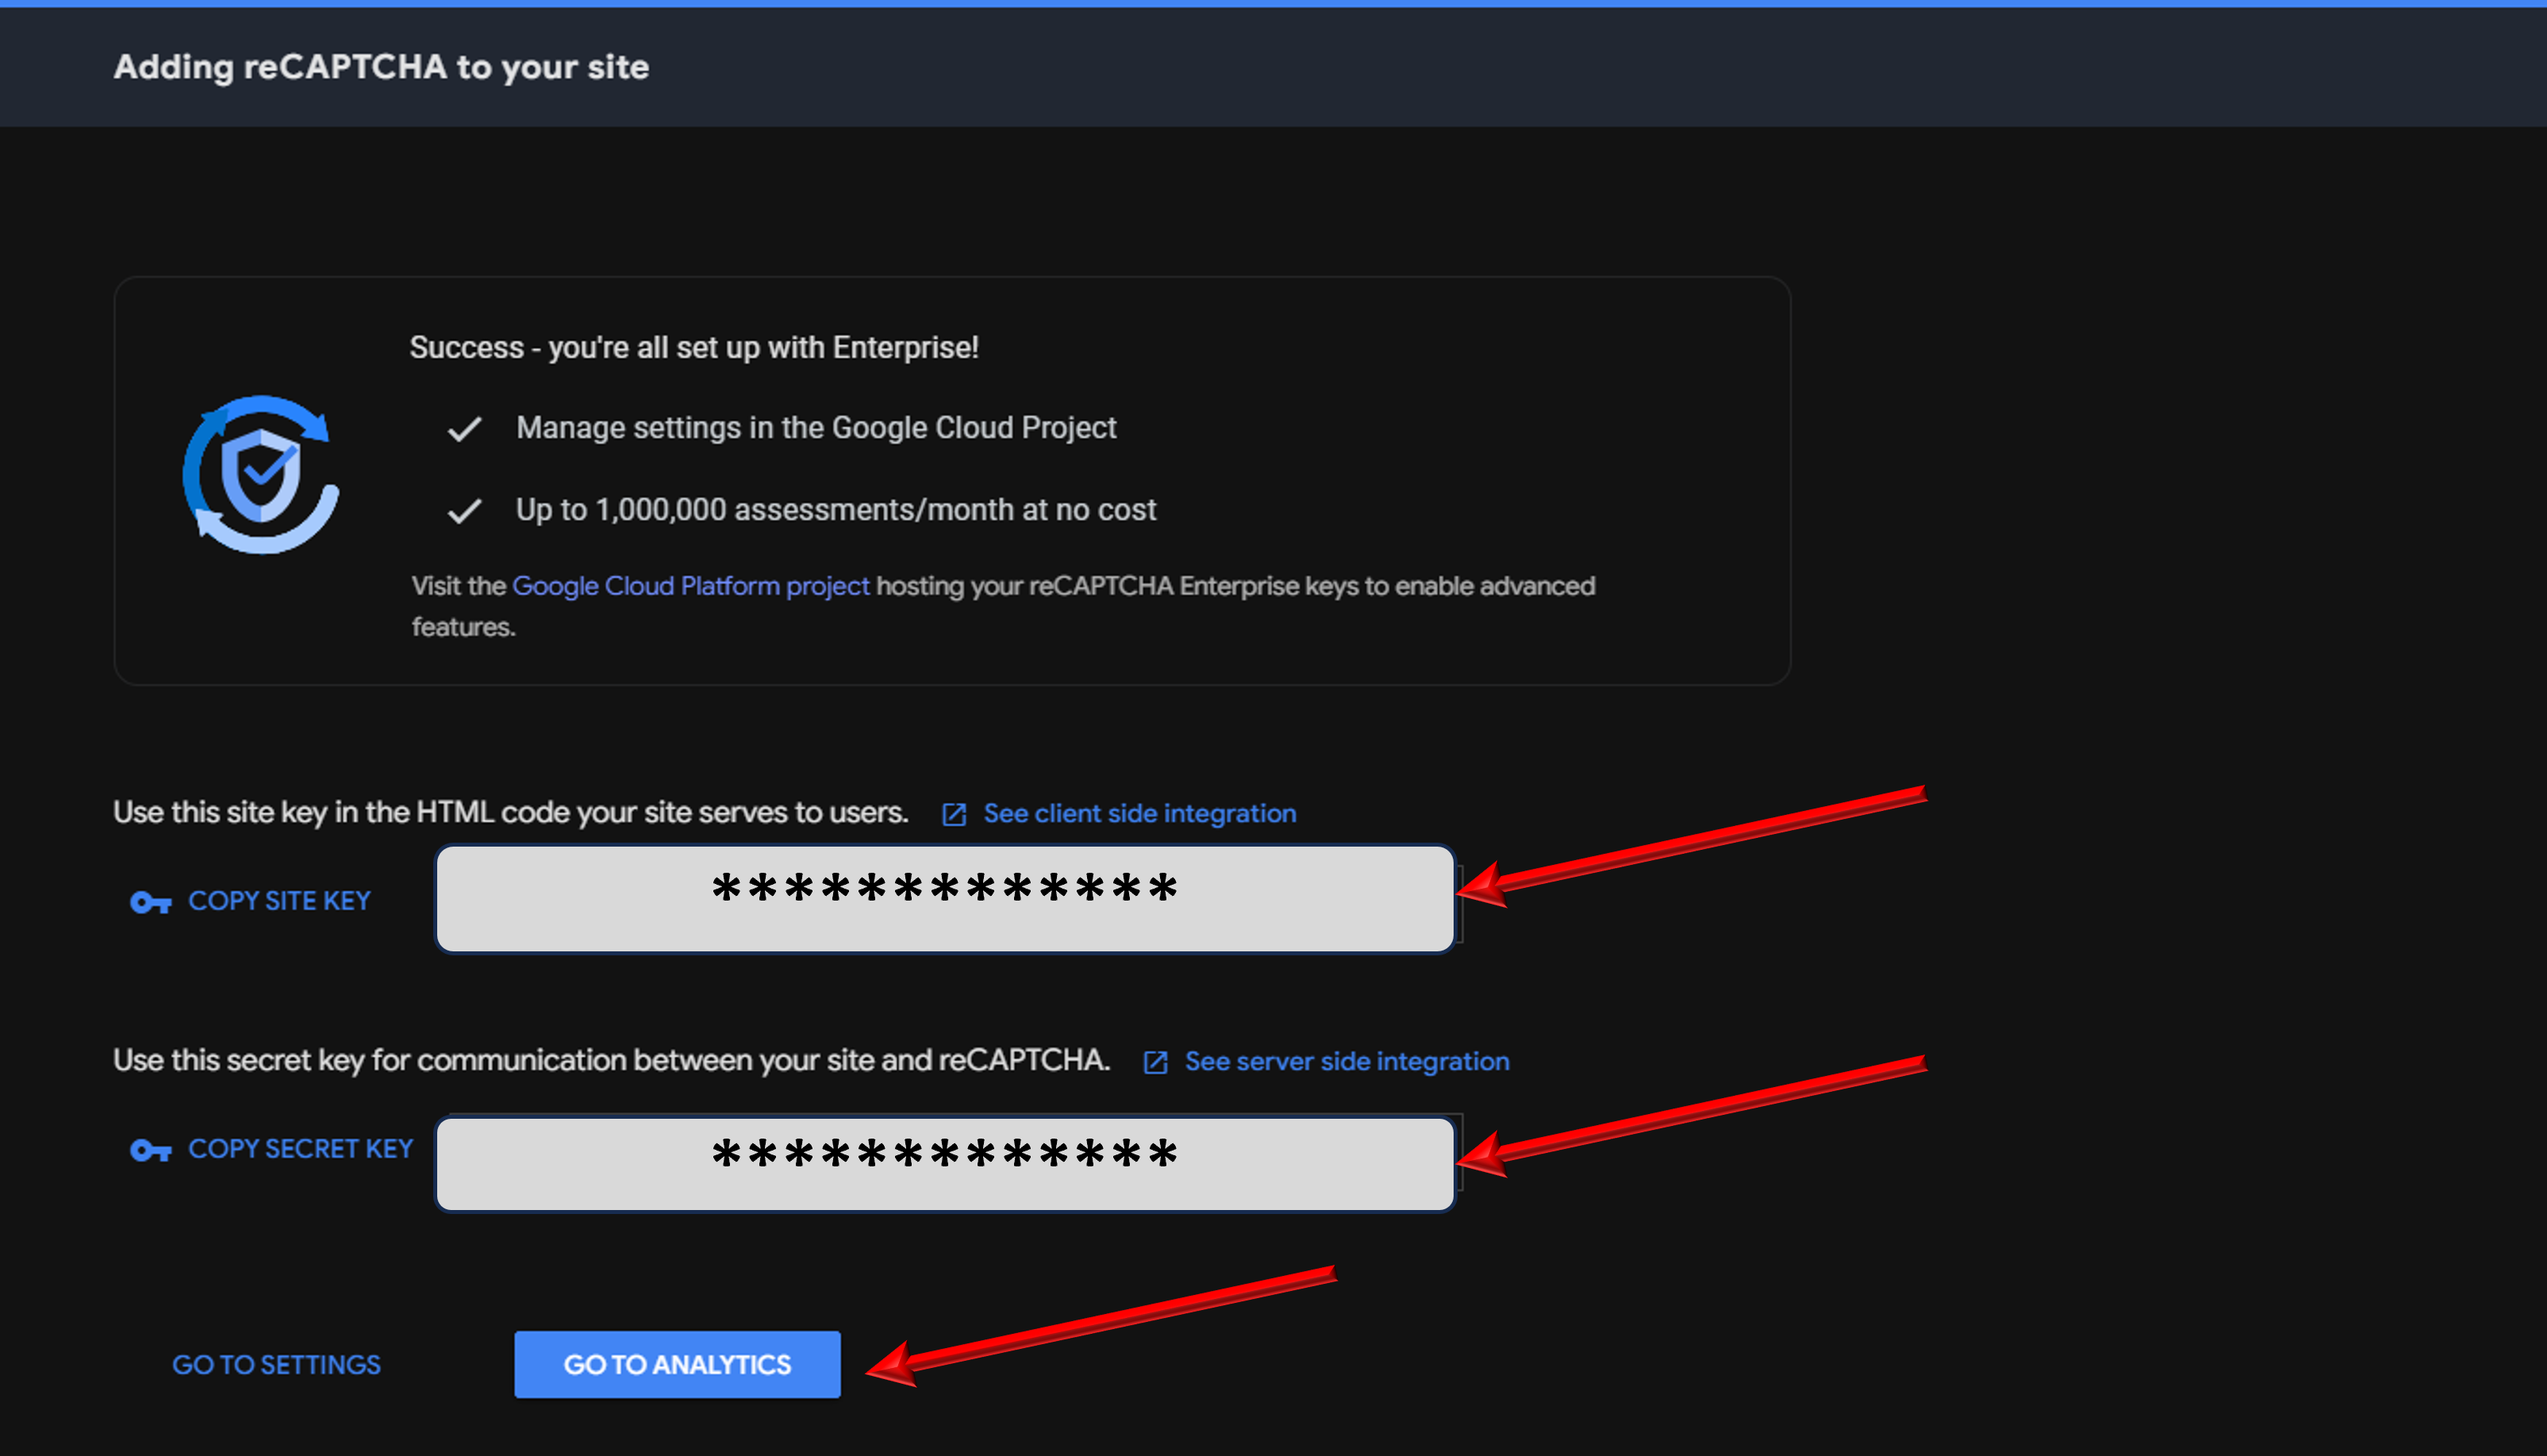 Adding reCAPTCHA to your site
Success - you're all set up with Enterprise!
Manage settings in the Google Cloud Project
Up to 1,000,000 assessments/month at no cost
Visit the Google Cloud Platform project hosting your reCAPTCHA Enterprise keys to enable advanced
features.
Use this site key in the HTML code your site serves to users. See client side integration
COPY SITE KEY *************
Use this secret key for communication between your site and reCAPTCHA. See server side integration
COPY SECRET KEY *************
GO TO SETTINGS GO TO ANALYTICS